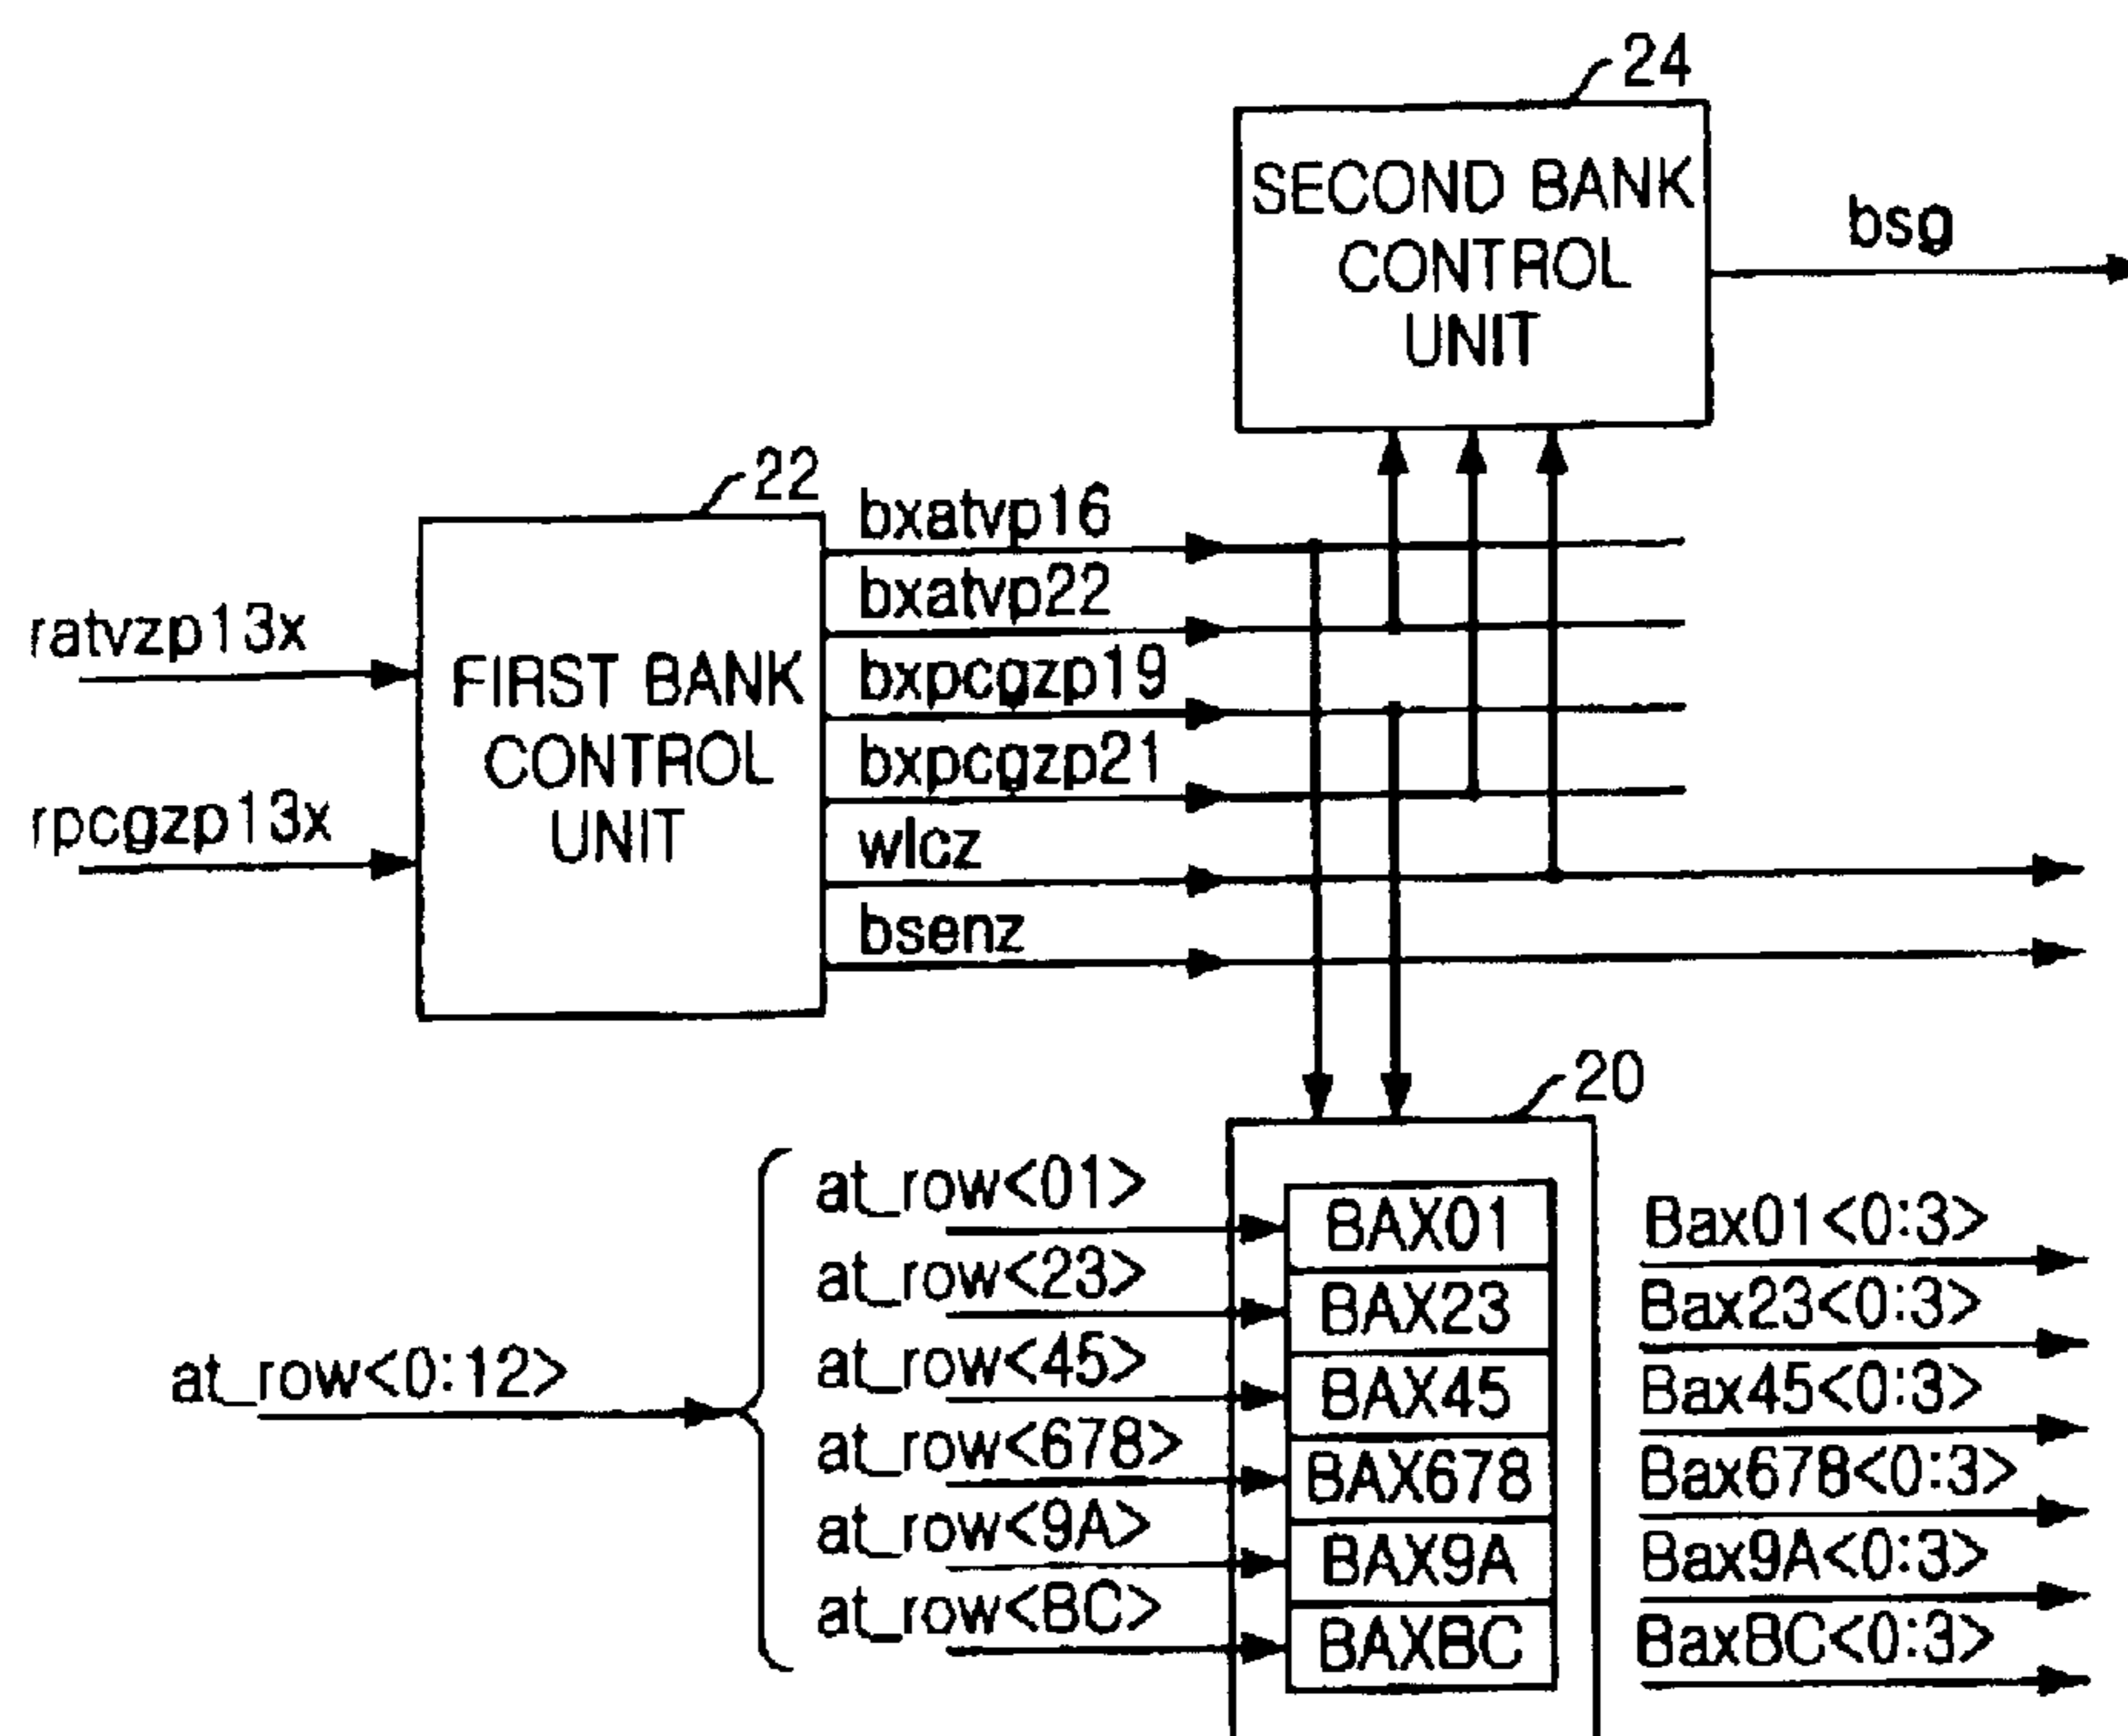 24
SECOND BANK
CONTROL
UNIT
bsg
22
FIRST BANK
CONTROL
UNIT
ratvzp13x
rpcgzp13x
bxatvp16
bxatvp22
bxpcgzp19
bxpcgzp21
wlcz
bsenz
20
at_row<0:12>
at_row<01>
at_row<23>
at_row<45>
at_row<678>
at_row<9A>
at_row<BC>
BAX01
BAX23
BAX45
BAX678
BAX9A
BAXBC
Bax01<0:3>
Bax23<0:3>
Bax45<0:3>
Bax678<0:3>
Bax9A<0:3>
BaxBC<0:3>